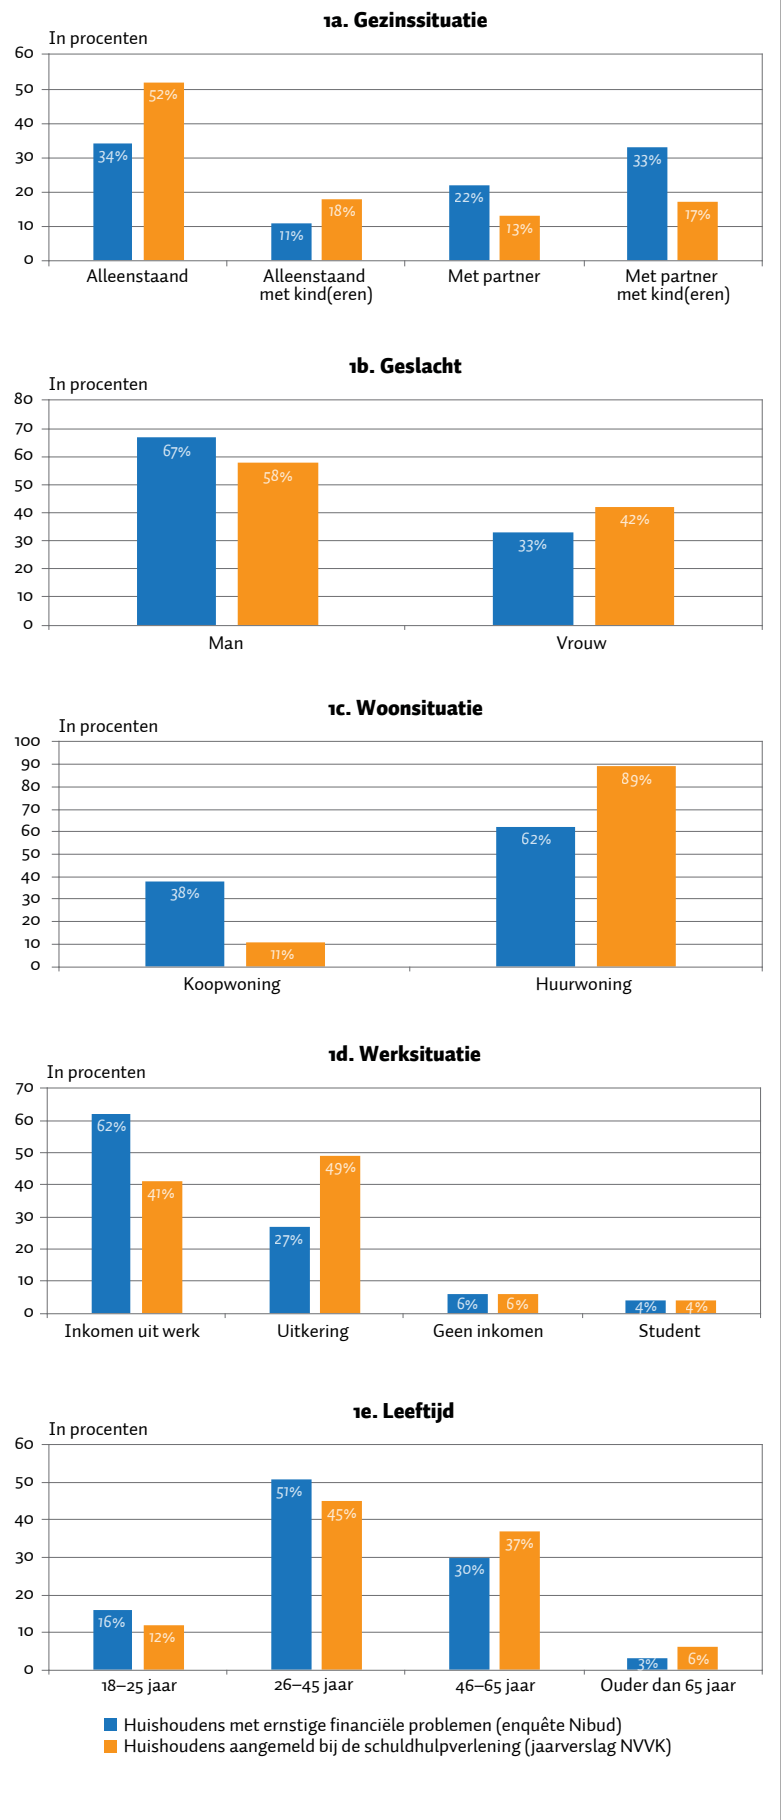 1a. Gezinssituatie
In procenten
60
50
40
30
20
10
0
34%
52%
11%
18%
22%
13%
33%
17%
Alleenstaand
Alleenstaand
met kind(eren)
Met partner
Met partner
met kind(eren)
1b. Geslacht
In procenten
80
70
60
50
40
30
20
10
0
67%
58%
33%
42%
Man
Vrouw
1c. Woonsituatie
In procenten
100
90
80
70
60
50
40
30
20
10
0
38%
11%
62%
89%
Koopwoning
Huurwoning
1d. Werksituatie
In procenten
70
60
50
40
30
20
10
0
62%
41%
27%
49%
6%
6%
4%
4%
Inkomen uit werk
Uitkering
Geen inkomen
Student
1e. Leeftijd
In procenten
60
50
40
30
20
10
0
16%
12%
51%
45%
30%
37%
3%
6%
18–25 jaar
26–45 jaar
46–65 jaar
Ouder dan 65 jaar
Huishoudens met ernstige financiële problemen (enquête Nibud)
Huishoudens aangemeld bij de schuldhulpverlening (jaarverslag NVVK)